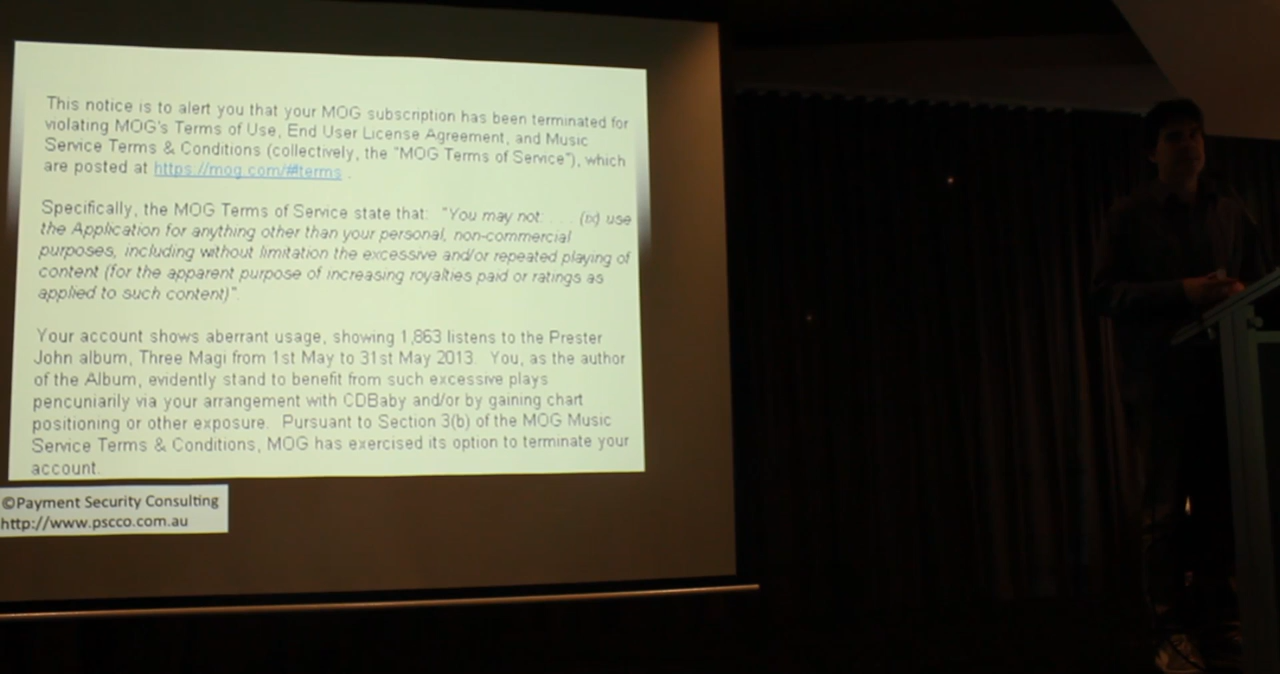 This notice is to alert you that your MOG subscription has been terminated for
violating MOG's Terms of Use, End User License Agreement, and Music
Service Terms & Conditions (collectively, the "MOG Terms of Service"), which
are posted at https://mog.com/#terms .
Specifically, the MOG Terms of Service state that: "You may not: . . . (ix) use
the Application for anything other than your personal, non-commercial
purposes, including without limitation the excessive and/or repeated playing of
content (for the apparent purpose of increasing royalties paid or ratings as
applied to such content)".
Your account shows aberrant usage, showing 1,863 listens to the Prester
John album, Three Magi from 1st May to 31st May 2013. You, as the author
of the Album, evidently stand to benefit from such excessive plays
pencuniarily via your arrangement with CDBaby and/or by gaining chart
positioning or other exposure. Pursuant to Section 3(b) of the MOG Music
Service Terms & Conditions, MOG has exercised its option to terminate your
account.
©Payment Security Consulting
http://www.pscco.com.au